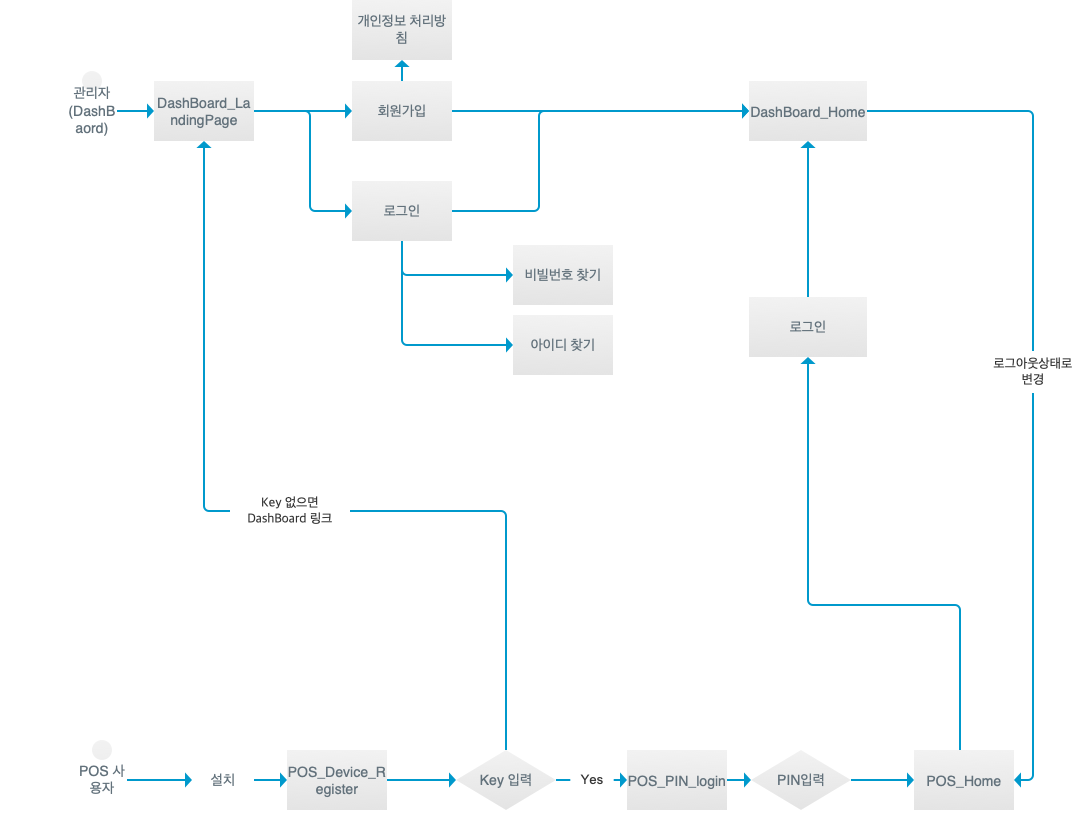 개인정보 처리방
침
관리자
(DashB
aord)
DashBoard_La
ndingPage
회원가입
DashBoard_Home
로그인
비빌번호 찾기
아이디 찾기
로그인
로그아웃상태로
변경
Key 없으면
DashBoard 링크
POS 사
용자
설치
POS_Device_R
egister
Key 입력
Yes
POS_PIN_login
PIN입력
POS_Home